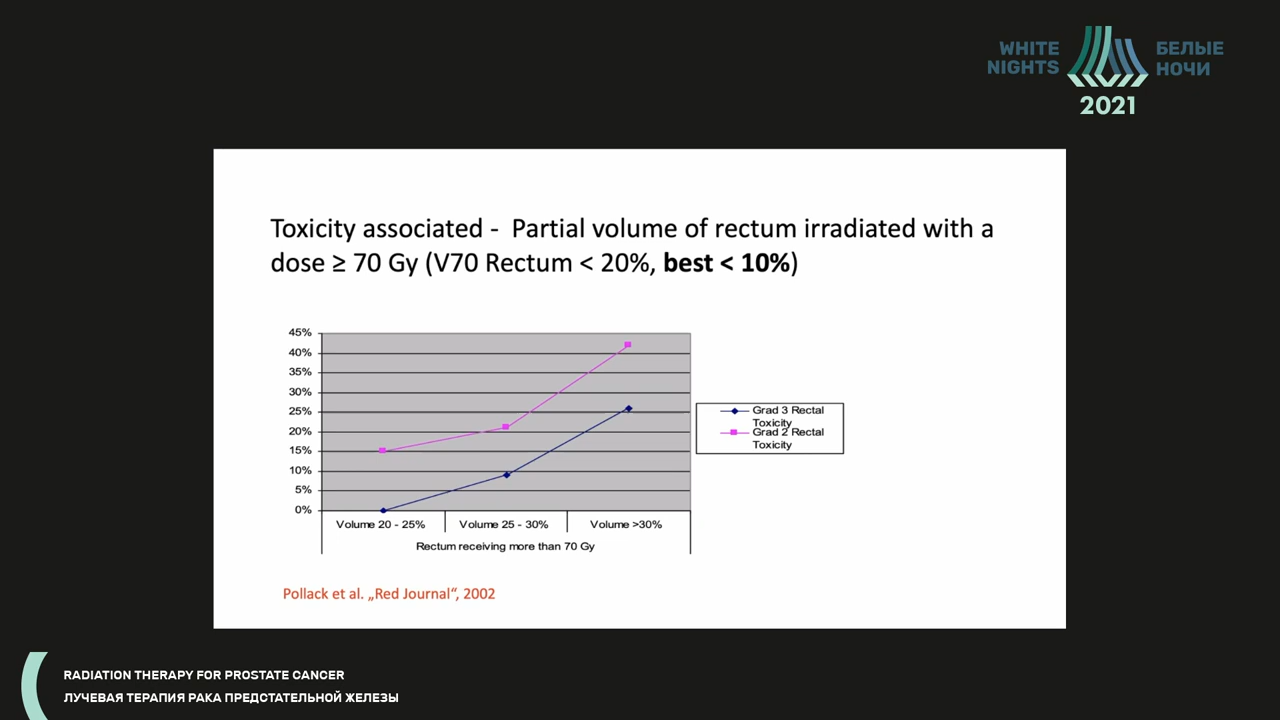 WHITE
NIGHTS
БЕЛЫЕ
НОЧИ
2021
Toxicity associated - Partial volume of rectum irradiated with a
dose ≥ 70 Gy (V70 Rectum < 20%, best < 10%)
45%
40%
35%
30%
25%
20%
15%
10%
5%
0%
Volume 20 - 25%
Volume 25 - 30%
Volume >30%
Rectum receiving more than 70 Gy
Grad 3 Rectal
Toxicity
Grad 2 Rectal
Toxicity
Pollack et al. „Red Journal“, 2002
RADIATION THERAPY FOR PROSTATE CANCER
ЛУЧЕВАЯ ТЕРАПИЯ РАКА ПРЕДСТАТЕЛЬНОЙ ЖЕЛЕЗЫ